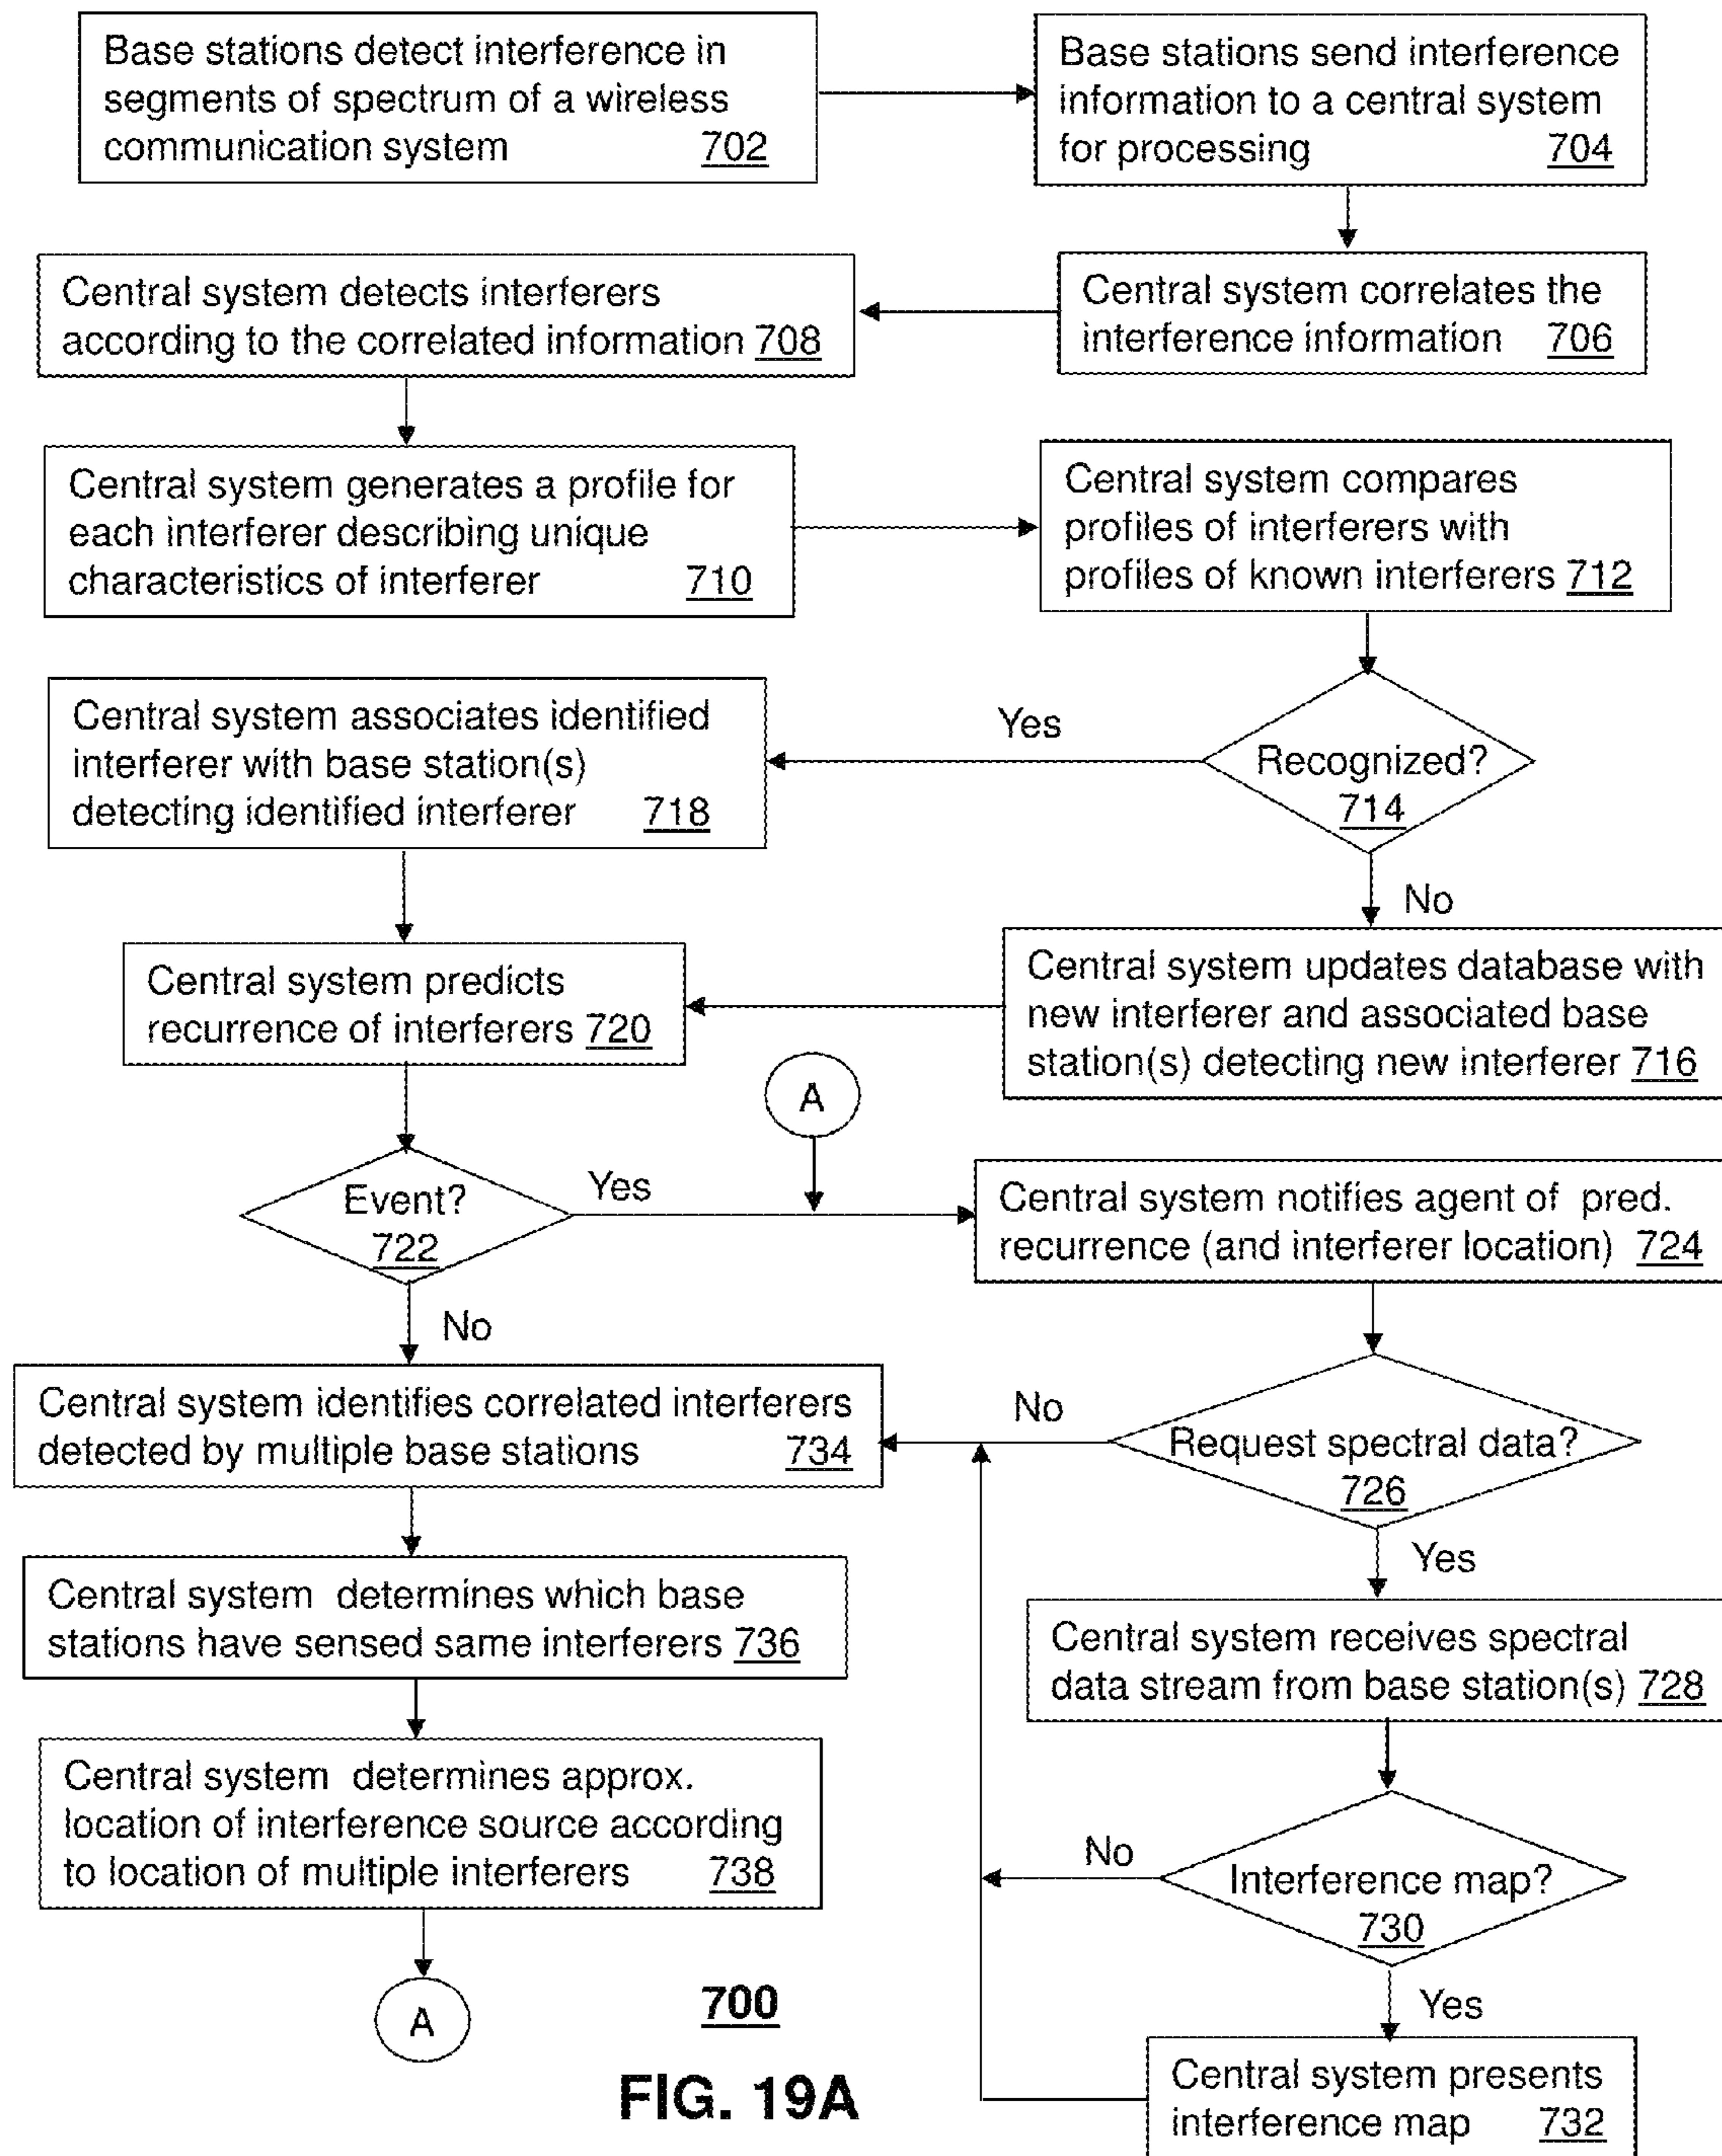 Base stations detect interference in
segments of spectrum of a wireless
communication system 702
Base stations send interference
information to a central system
for processing 704
Central system correlates the
interference information 706
Central system detects interferers
according to the correlated information 708
Central system generates a profile for
each interferer describing unique
characteristics of interferer 710
Central system compares
profiles of interferers with
profiles of known interferers 712
Recognized?
714
Yes
No
Central system associates identified
interferer with base station(s)
detecting identified interferer 718
Central system updates database with
new interferer and associated base
station(s) detecting new interferer 716
Central system predicts
recurrence of interferers 720
A
Event?
722
Yes
No
Central system notifies agent of pred.
recurrence (and interferer location) 724
Request spectral data?
726
No
Yes
Central system identifies correlated interferers
detected by multiple base stations 734
Central system determines which base
stations have sensed same interferers 736
Central system receives spectral
data stream from base station(s) 728
Central system determines approx.
location of interference source according
to location of multiple interferers 738
Interference map?
730
No
Yes
A
Central system presents
interference map 732
700
FIG. 19A